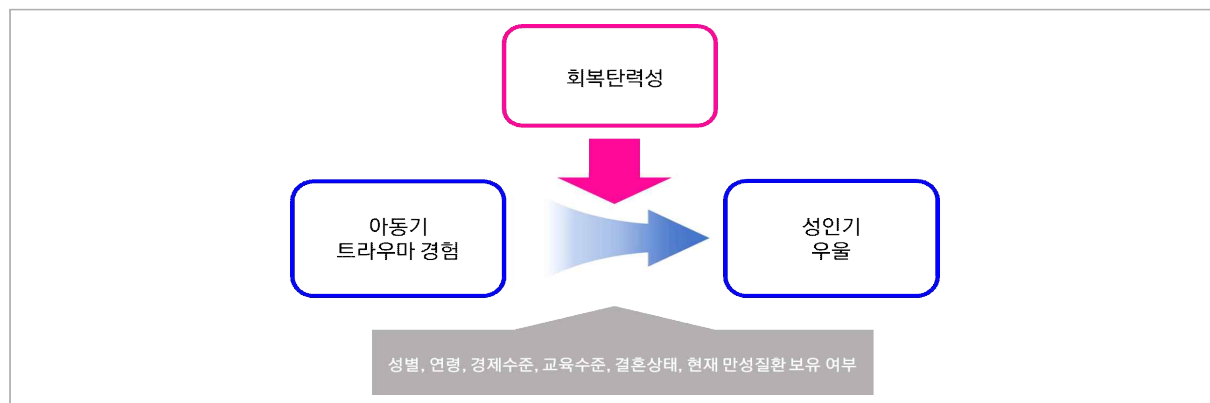 회복탄력성
아동기
트라우마 경험
성인기
우울
성별, 연령, 경제수준, 교육수준, 결혼상태, 현재 만성질환 보유 여부